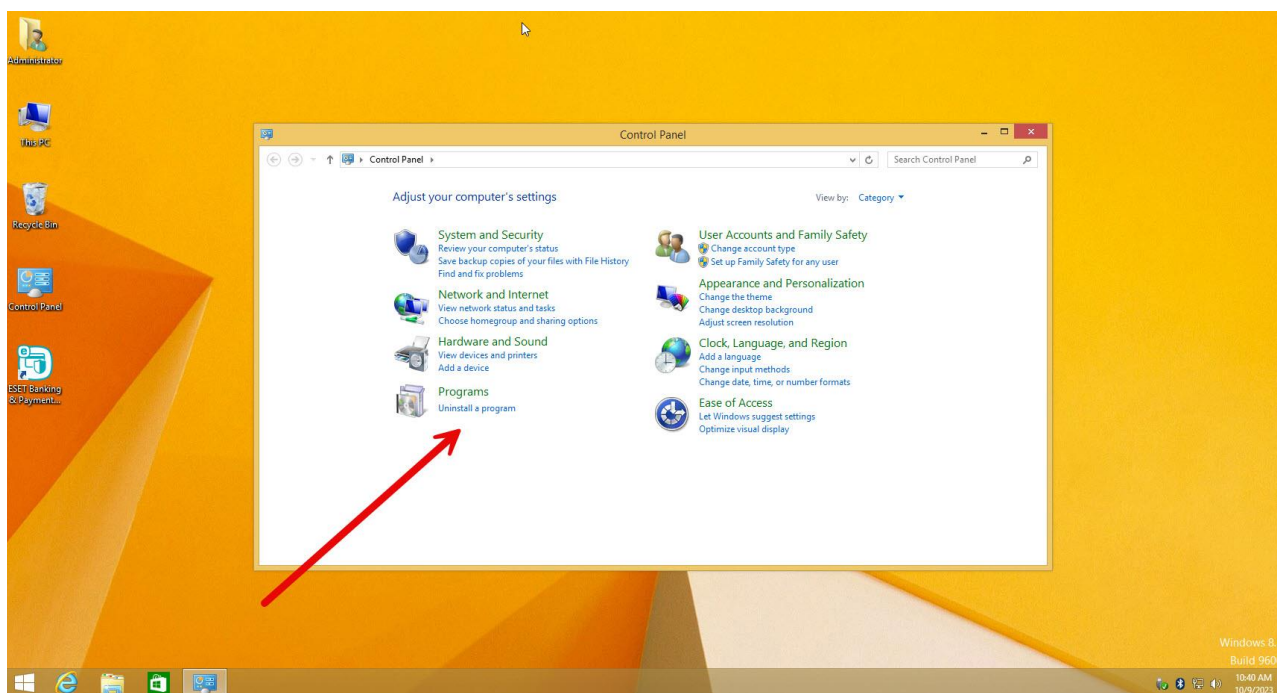 Administrator
This PC
Recycle Bin
Control Panel
ESET Banking
& Payment...
Control Panel
Control Panel
Search Control Panel
Adjust your computer's settings
View by: Category
System and Security
Review your computer's status
Save backup copies of your files with File History
Find and fix problems
Network and Internet
View network status and tasks
Choose homegroup and sharing options
Hardware and Sound
View devices and printers
Add a device
Programs
Uninstall a program
User Accounts and Family Safety
Change account type
Set up Family Safety for any user
Appearance and Personalization
Change the theme
Change desktop background
Adjust screen resolution
Clock, Language, and Region
Add a language
Change input methods
Change date, time, or number formats
Ease of Access
Let Windows suggest settings
Optimize visual display
Windows 8.
Build 960
10:40 AM
10/9/2023